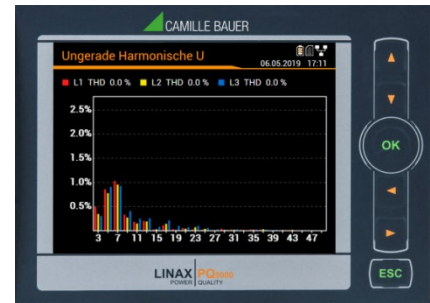 CAMILLE BAUER
Ungerade Harmonische U
06.05.2019 17:11
L1 THD 0.0 % L2 THD 0.0 % L3 THD 0.0 %
2.5%
2.0%
1.5%
1.0%
0.5%
3 7 11 15 19 23 27 31 35 39 43 47
OK
ESC
LINAX PQ5000
POWER QUALITY